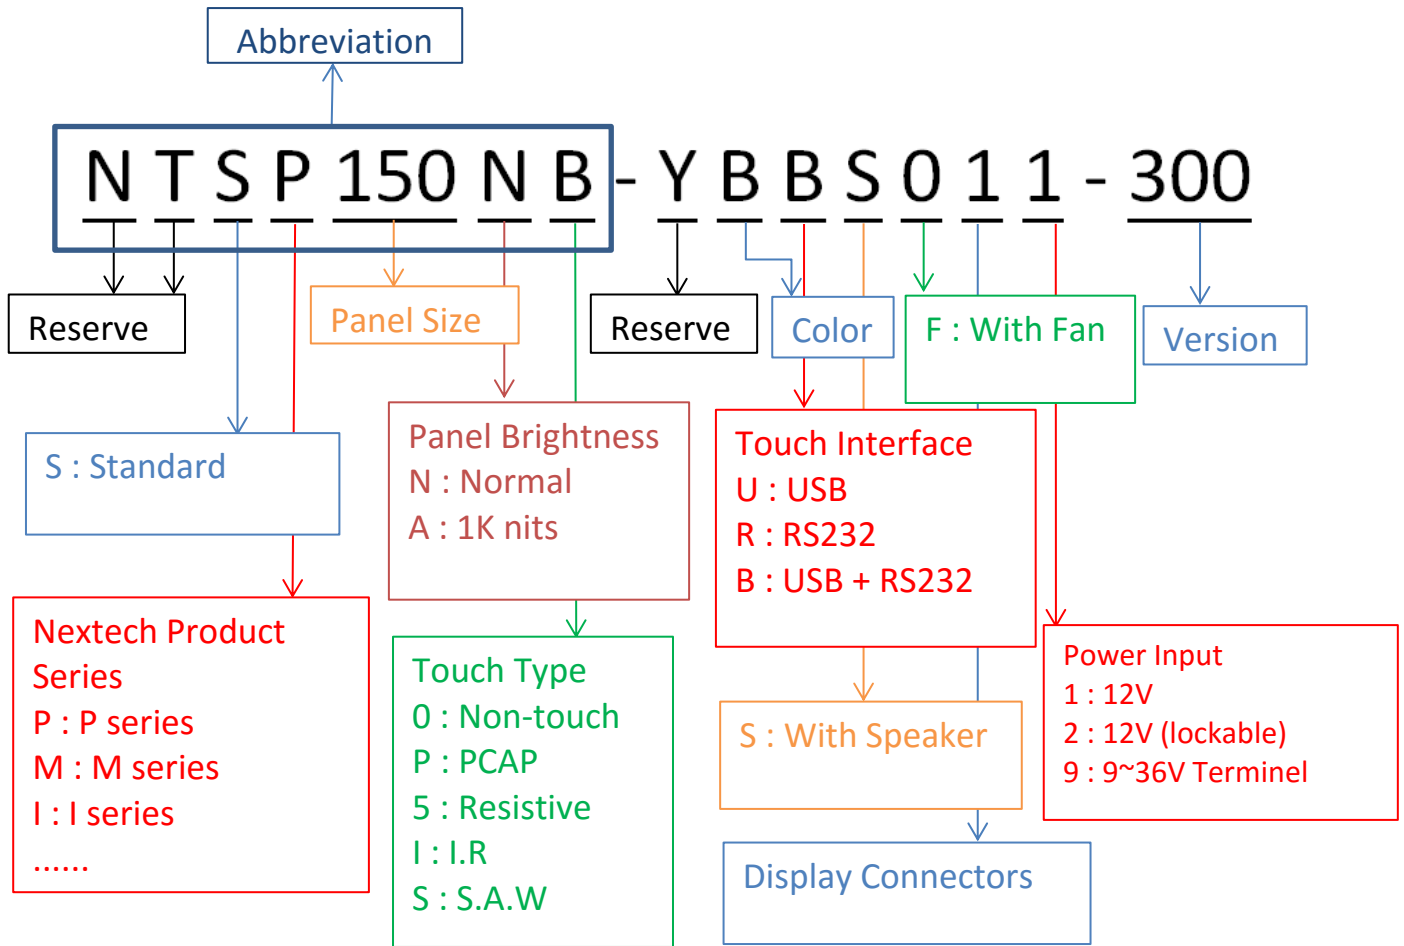 Abbreviation
N T S P 150 N B - Y B B S 0 1 1 - 300
Reserve
Panel Size
Reserve
Color
F : With Fan
Version
S : Standard
Panel Brightness
N : Normal
A : 1K nits
Touch Interface
U : USB
R : RS232
B : USB + RS232
Nextech Product
Series
P : P series
M : M series
I : I series
......
Touch Type
0 : Non-touch
P : PCAP
5 : Resistive
I : I.R
S : S.A.W
S : With Speaker
Power Input
1 : 12V
2 : 12V (lockable)
9 : 9~36V Terminel
Display Connectors